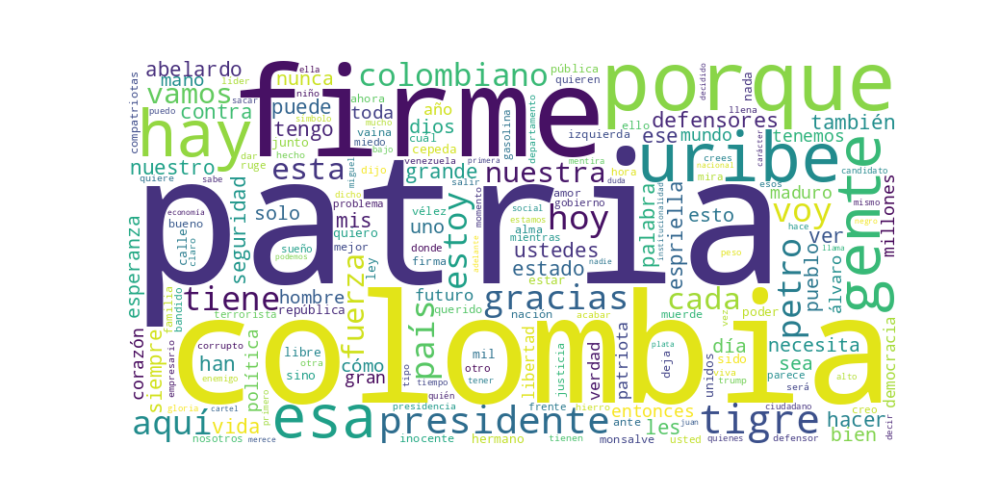 abelardo mano líder ella nunca colombiano pública quieren decidido nada
compatriotas vamos sacar niño ahora
firme porque
puedo contra símbolo puede toda año dios ello gasolina departamento llena defensores también
hay junto tengo mucho vaina cuál izquierda ese mundo carácter tenemos
nuestro dar hecho miedo bajo cepeda uribe
ruge esta miguel dijo venezuela grande primera mentira nuestra hora crees nacional mira esos candidato
quiere sabe dicho salir duda amor gobierno maduro mismo millones
patria
economía bueno solo problema mis vélez momento social hoy palabra espriella esto voy negro hace
esperanza calle claro seguridad quiero uno estamos alma institucionalidad ver gente
sueño mejor donde estoy mientras ustedes petro pueblo álvaro llama
podemos ley firma adelante nadie estado peso
bandido familia tiene hombre fuerza futuro gracias estar cada poder
república querido nación acabar muerde
terrorista colombia
corazón siempre corrupto han libre otra cómo país mil otro libertad justicia verdad patriota deja unidos vez plata día necesita democracia
empresario enemigo política sino gran tipo tiempo tener viva trump sido parece sea será alto
gloria cartel primero quién
esa presidente presidencia frente hierro entonces tigre ciudadano creo hacer
aquí vida inocente hermano ante les juan bien
nosotros merece tienen monsalve usted quienes defensor decir